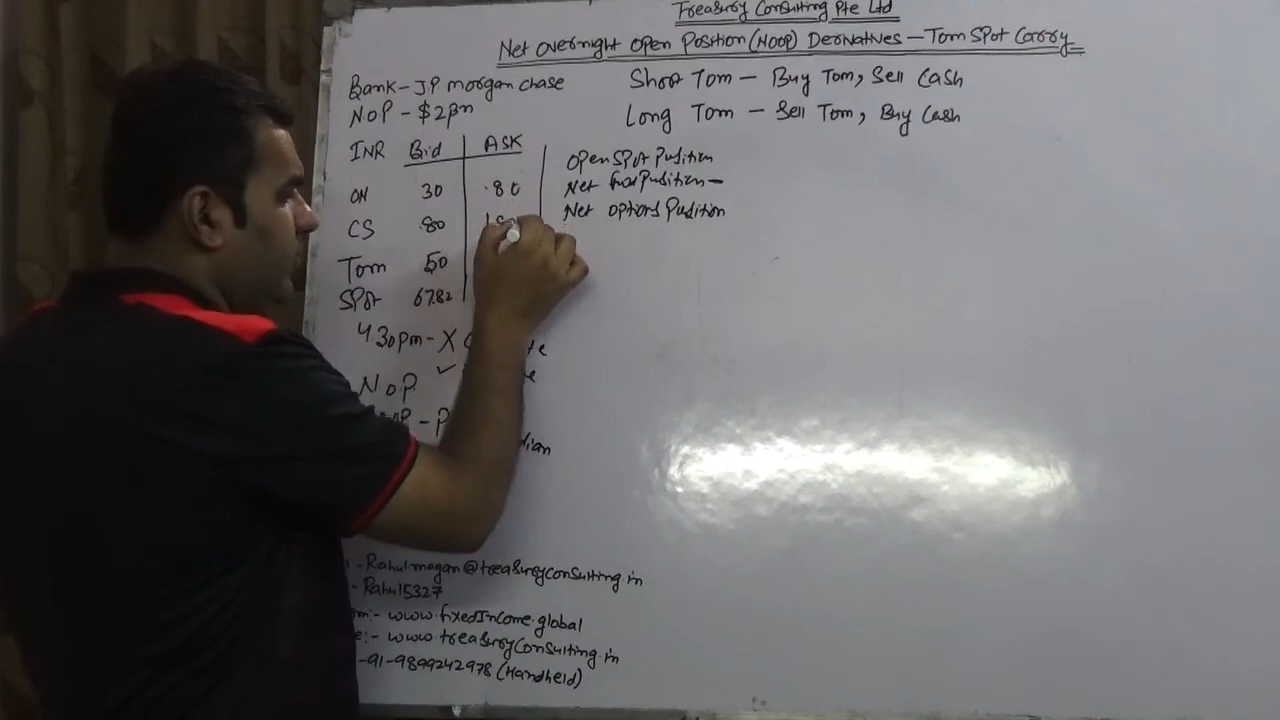 Treasury Consulting Pte Ltd
Net Overnight Open Position (NOOP) Derivatives - Tom Spot Carry
Bank - JP Morgan chase
NOP - $2Bn
Short Tom - Buy Tom, Sell Cash
Long Tom - Sell Tom, Buy Cash
INR Bid ASK
ON 30 .80
CS .80
Tom 50
Spot 67.82
Open Spot Position
Net Position -
Net options Position
4 30pm - X
N.O.P. ✓
- Rahulmagan@treasuryconsulting.in
- Rahul5327
:- www.fixedIncome.global
:- www.treasuryconsulting.in
-91-9899242978 (Handheld)